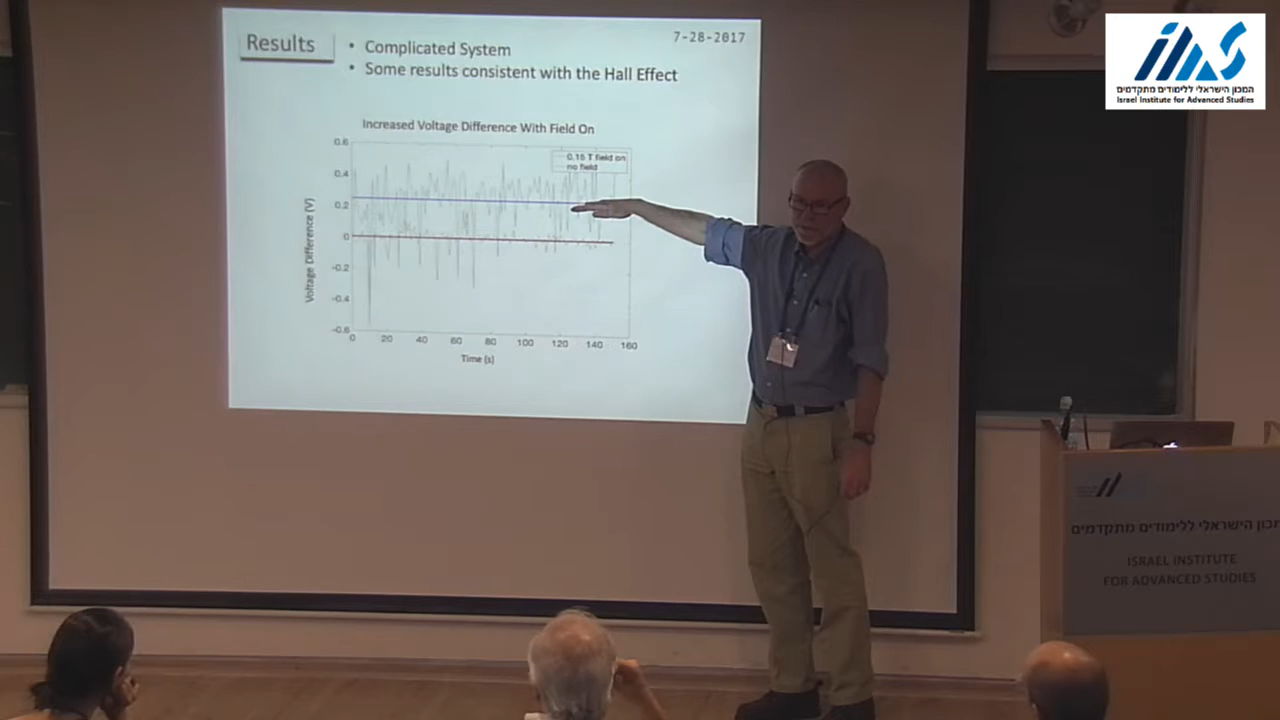 Results
• Complicated System
• Some results consistent with the Hall Effect
7-28-2017
Increased Voltage Difference With Field On
0.15 T field on
no field
0.6
0.4
0.2
0
-0.2
-0.4
-0.6
Voltage Difference (V)
0 20 40 60 80 100 120 140 160
Time (s)
המכון הישראלי ללימודים מתקדמים
Israel Institute for Advanced Studies
המכון הישראלי ללימודים מתקדמים
ISRAEL INSTITUTE
FOR ADVANCED STUDIES